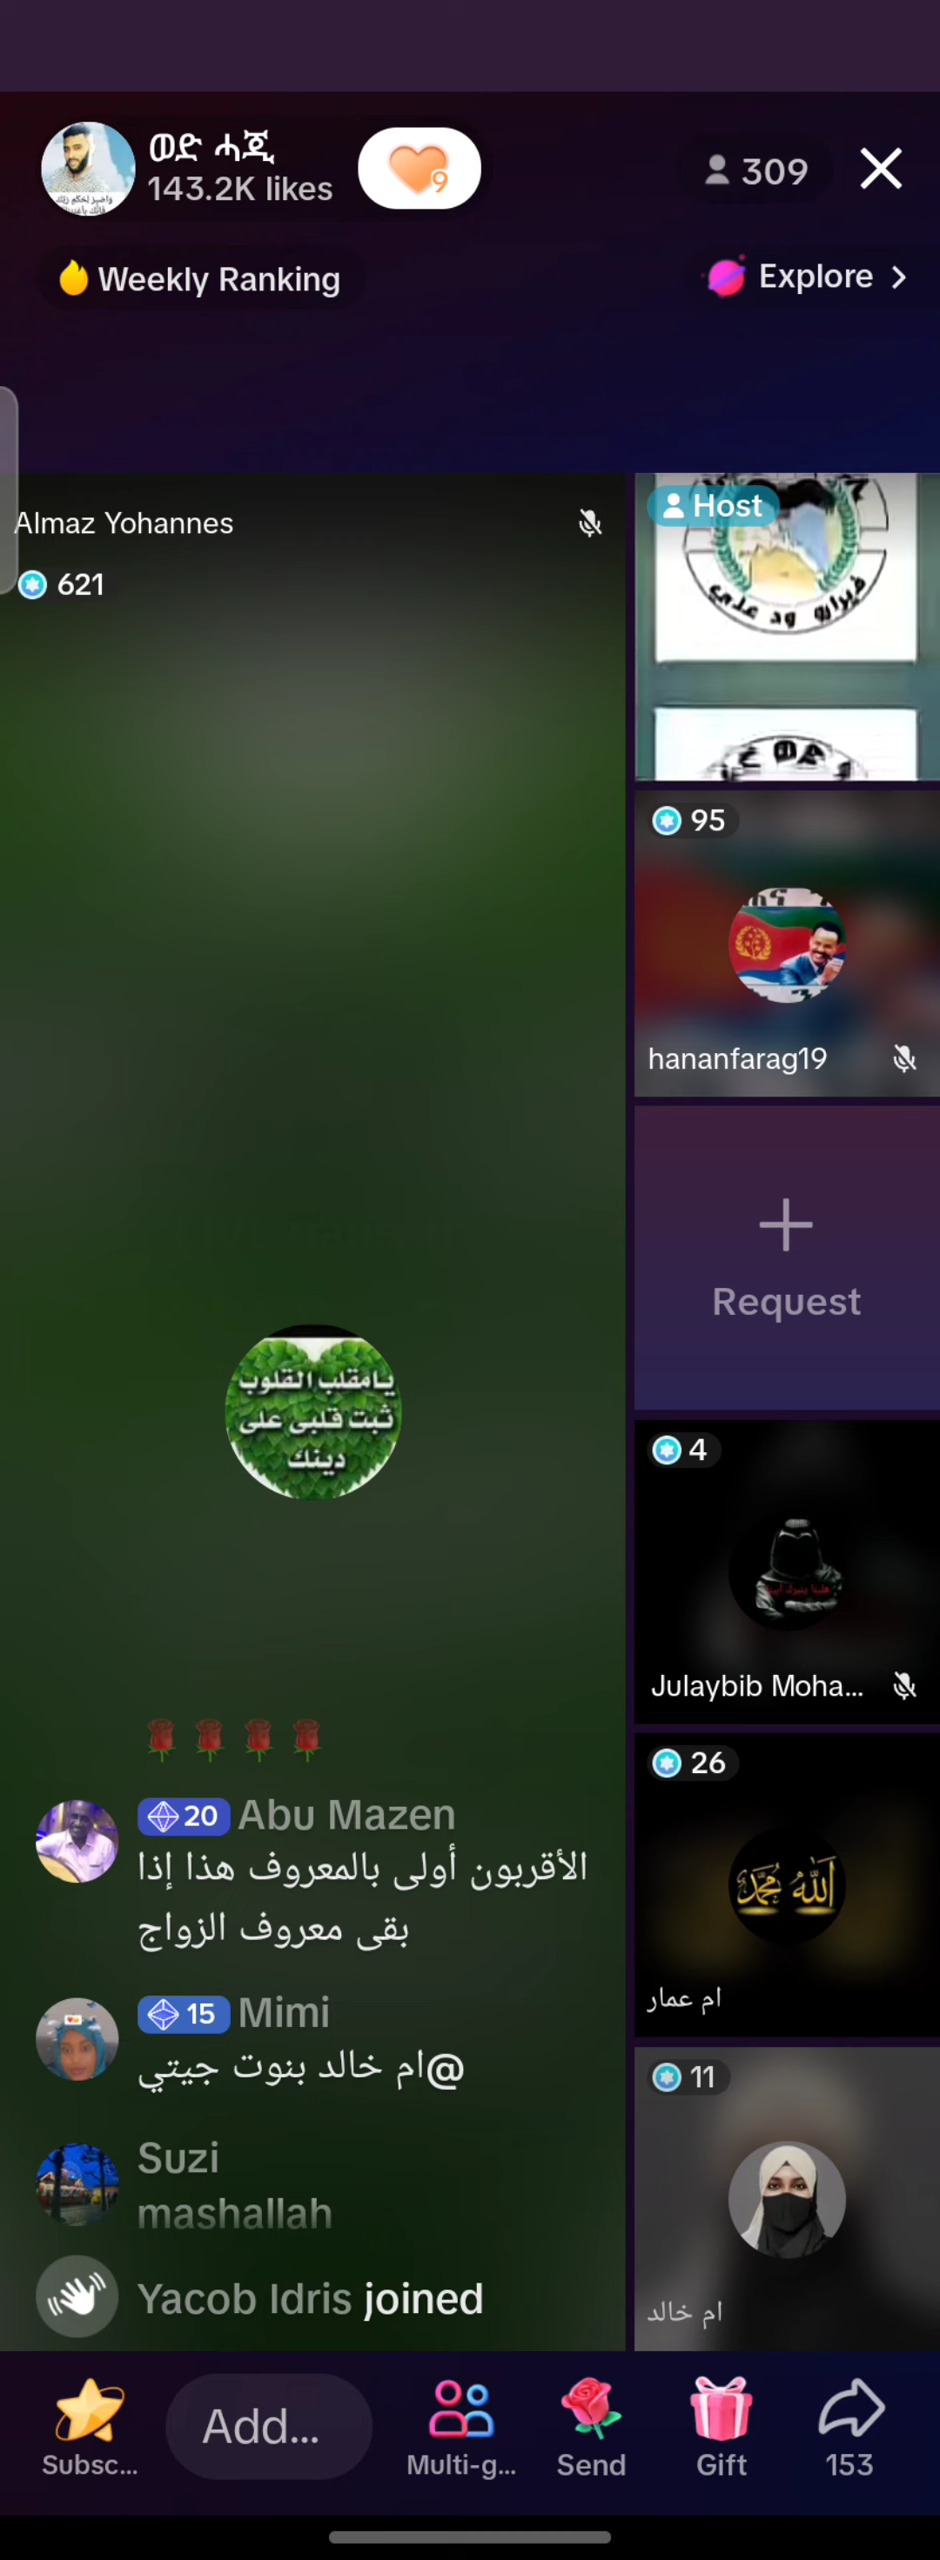 ወድ ሓጂ
143.2K likes
9
309
Weekly Ranking
Explore
Almaz Yohannes
621
Host
95
hananfarag19
Request
يامقلب القلوب
ثبت قلبي على
دينك
4
Julaybib Moha...
26
الله محمد
ام عمار
20 Abu Mazen
الأقربون أولى بالمعروف هذا إذا
بقى معروف الزواج
15 Mimi
@ام خالد بنوت جيتي
Suzi
mashallah
Yacob Idris joined
11
ام خالد
Subsc...
Add...
Multi-g...
Send
Gift
153